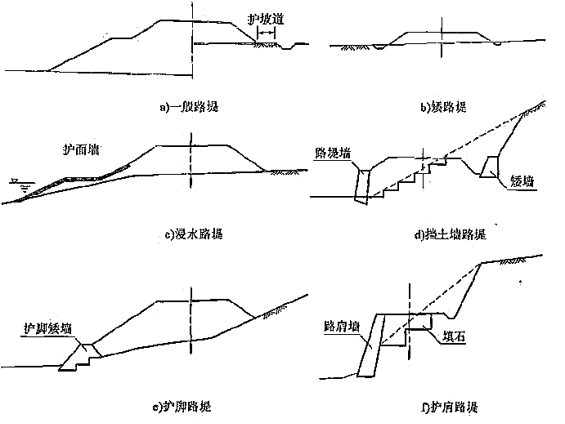 护坡道
a)一般路堤
b)矮路堤
护面墙
c)浸水路堤
路堤墙
矮墙
d)挡土墙路堤
护脚矮墙
e)护脚路堤
路肩墙
填石
f)护肩路堤